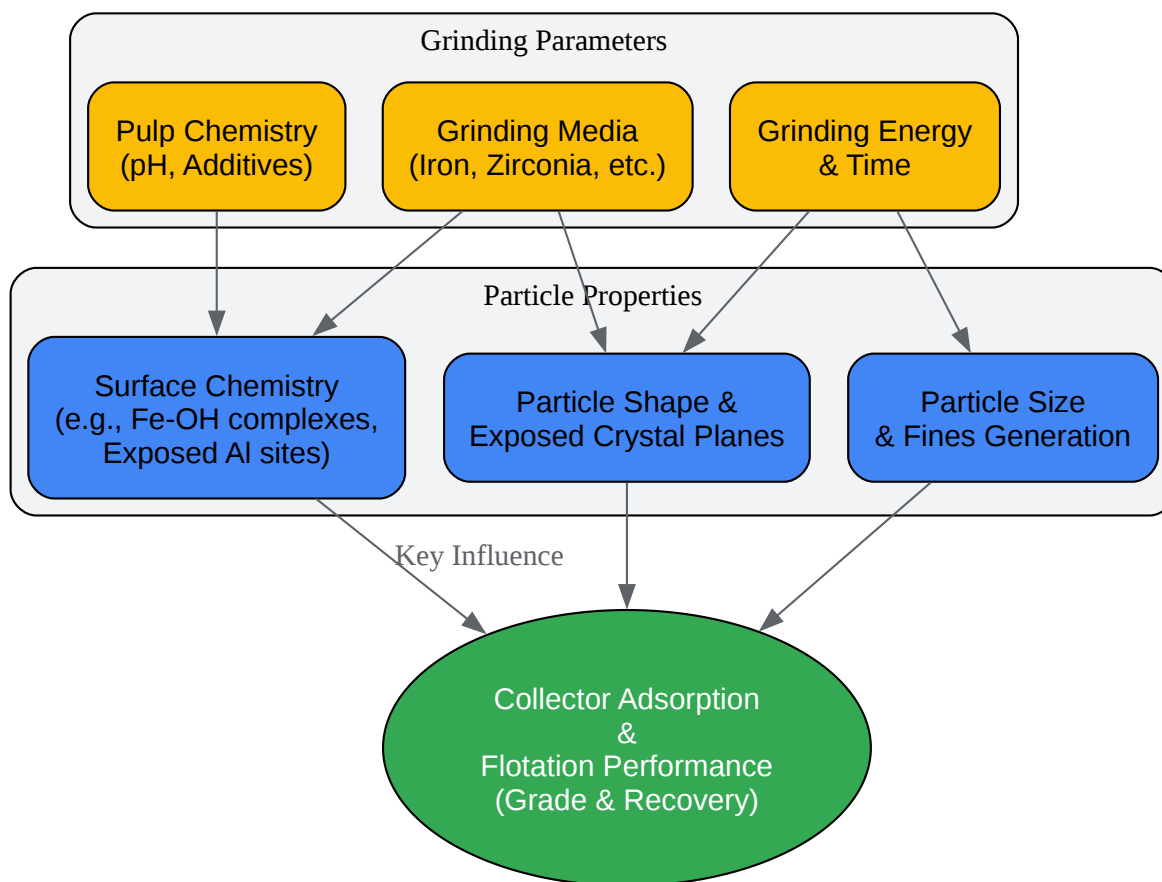 Grinding Parameters
Pulp Chemistry
(pH, Additives)
Grinding Media
(Iron, Zirconia, etc.)
Grinding Energy
& Time
Particle Properties
Surface Chemistry
(e.g., Fe-OH complexes,
Exposed Al sites)
Particle Shape &
Exposed Crystal Planes
Particle Size
& Fines Generation
Key Influence
Collector Adsorption
&
Flotation Performance
(Grade & Recovery)